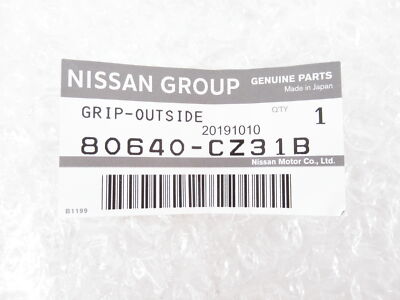 NISSAN GROUP GENUINE PARTS
Made in Japan
GRIP-OUTSIDE Q'TY 1
20191010
80640-CZ31B
Nissan Motor Co., Ltd.
B1199